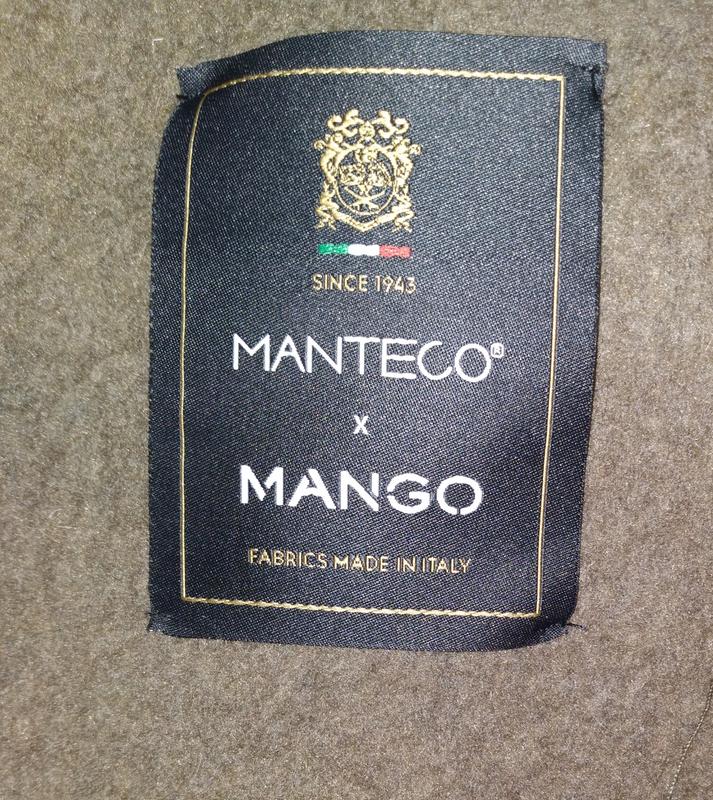 SINCE 1943
MANTECO®
X
MANGO
FABRICS MADE IN ITALY